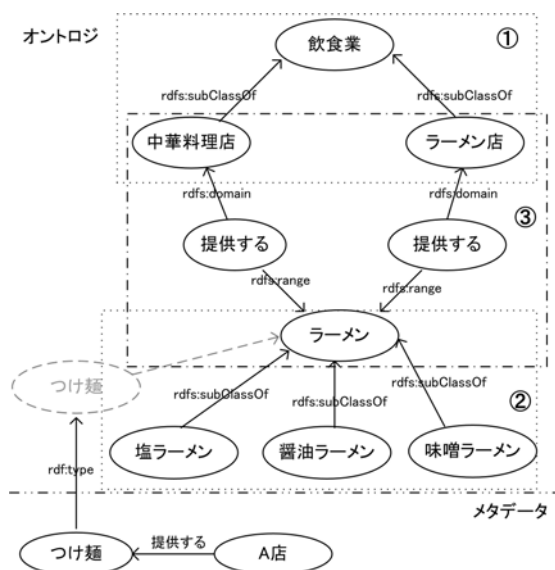 オントロジ
飲食業
①
rdfs:subClassOf
rdfs:subClassOf
中華料理店
ラーメン店
rdfs:domain
rdfs:domain
③
提供する
提供する
rdfs:range
rdfs:range
ラーメン
つけ麺
rdfs:subClassOf
rdfs:subClassOf
rdfs:subClassOf
②
塩ラーメン
醤油ラーメン
味噌ラーメン
rdf:type
メタデータ
つけ麺
提供する
A店